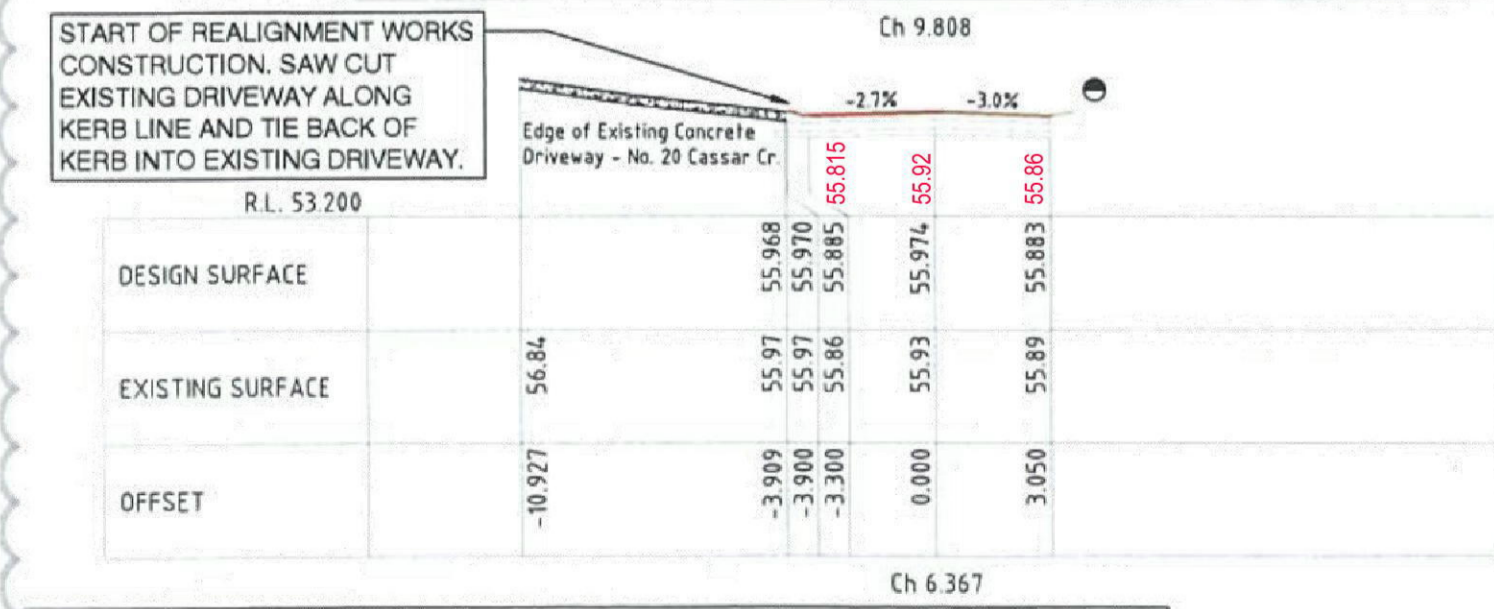 START OF REALIGNMENT WORKS
CONSTRUCTION. SAW CUT
EXISTING DRIVEWAY ALONG
KERB LINE AND TIE BACK OF
KERB INTO EXISTING DRIVEWAY.
Ch 9.808
-2.7% -3.0%
Edge of Existing Concrete
Driveway - No. 20 Cassar Cr.
55.815 55.92 55.86
R.L. 53.200
DESIGN SURFACE 55.968 55.970 55.885 55.974 55.883
EXISTING SURFACE 56.84 55.97 55.97 55.86 55.93 55.89
OFFSET -10.927 -3.909 -3.900 -3.300 0.000 3.050
Ch 6.367